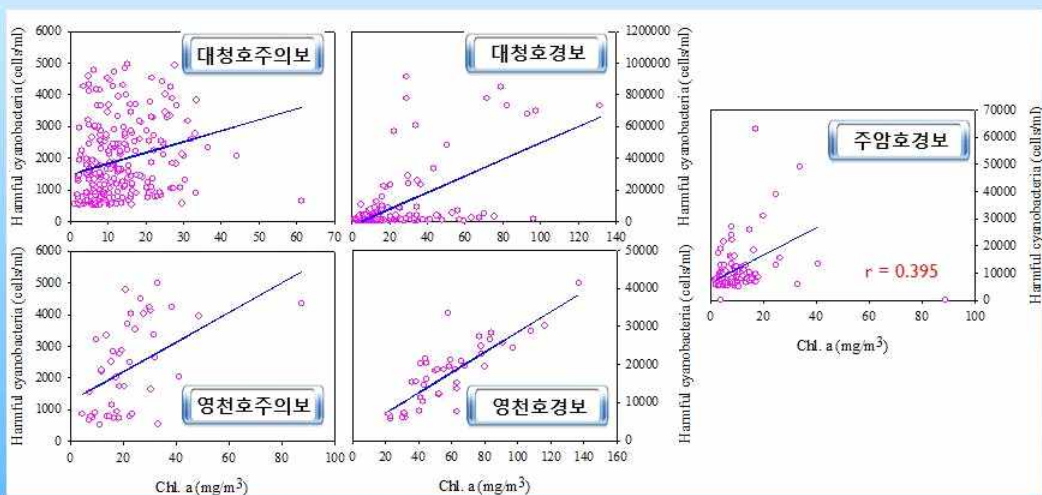 대청호주의보
Harmful cyanobacteria (cells/ml)
6000
5000
4000
3000
2000
1000
0
0 10 20 30 40 50 60 70
대청호경보
Harmful cyanobacteria (cells/ml)
1200000
1000000
800000
600000
400000
200000
0
0 20 40 60 80 100 120 140
주암호경보
r = 0.395
Harmful cyanobacteria (cells/ml)
70000
60000
50000
40000
30000
20000
10000
0
0 20 40 60 80 100
Chl. a (mg/m³)
영천호주의보
Harmful cyanobacteria (cells/ml)
6000
5000
4000
3000
2000
1000
0
0 20 40 60 80 100
Chl. a (mg/m³)
영천호경보
Harmful cyanobacteria (cells/ml)
50000
40000
30000
20000
10000
0
0 20 40 60 80 100 120 140 160
Chl. a (mg/m³)